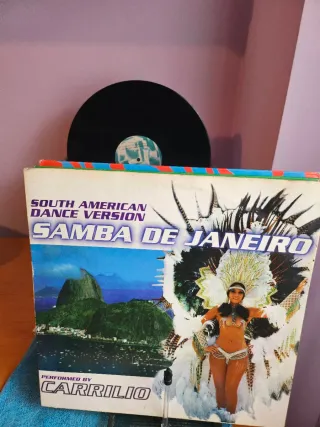 SOUTH AMERICAN
DANCE VERSION
SAMBA DE JANEIRO
PERFORMED BY
CARRILIO